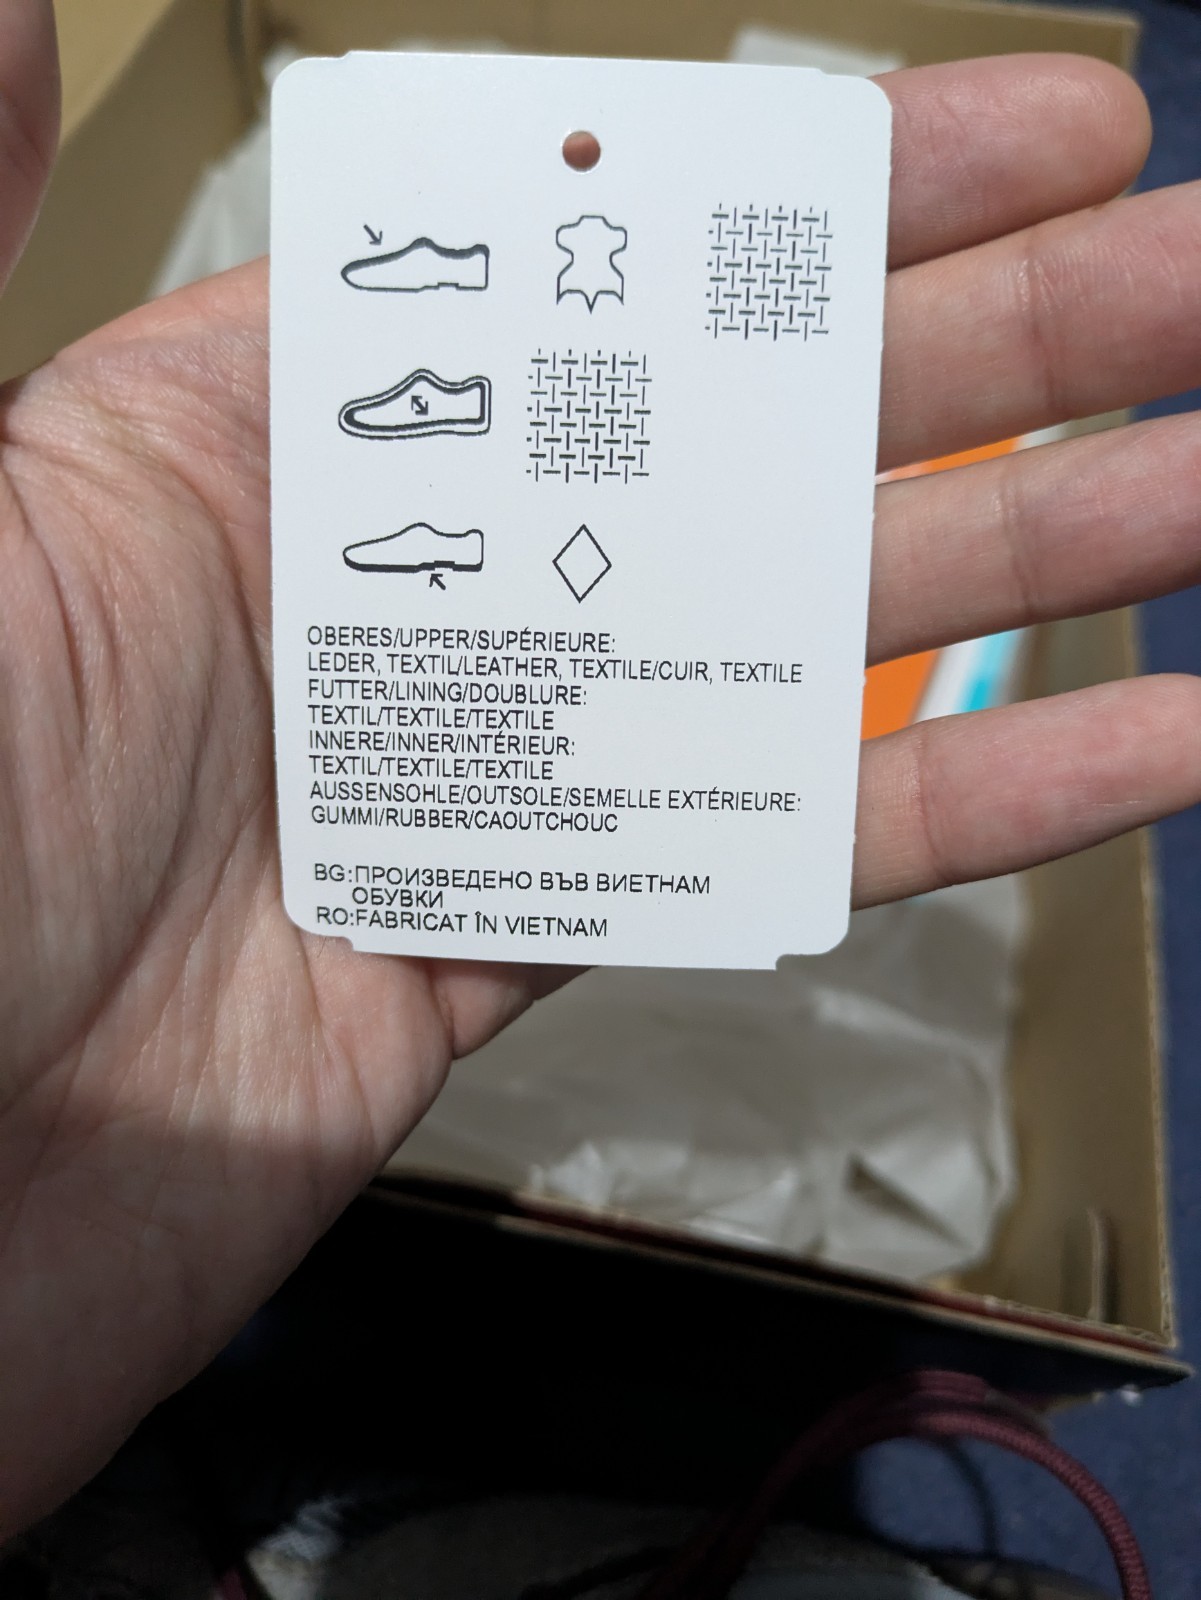 OBERES/UPPER/SUPÉRIEURE:
LEDER, TEXTIL/LEATHER, TEXTILE/CUIR, TEXTILE
FUTTER/LINING/DOUBLURE:
TEXTIL/TEXTILE/TEXTILE
INNERE/INNER/INTÉRIEUR:
TEXTIL/TEXTILE/TEXTILE
AUSSENSOHLE/OUTSOLE/SEMELLE EXTÉRIEURE:
GUMMI/RUBBER/CAOUTCHOUC
BG:ПРОИЗВЕДЕНО ВЪВ ВИЕТНАМ
ОБУВКИ
RO:FABRICAT ÎN VIETNAM